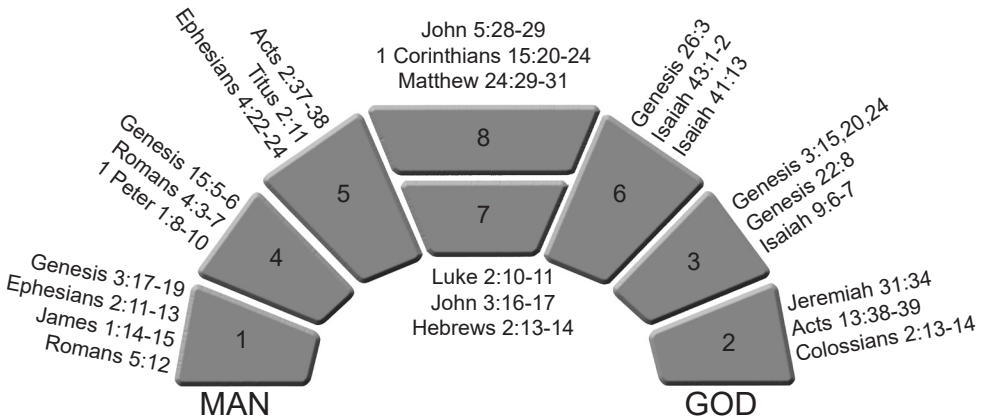 John 5:28-29
1 Corinthians 15:20-24
Matthew 24:29-31
8
7
Luke 2:10-11
John 3:16-17
Hebrews 2:13-14
Acts 2:37-38
Titus 2:11
Ephesians 4:22-24
5
Genesis 26:3
Isaiah 43:1-2
Isaiah 41:13
6
Genesis 15:5-6
Romans 4:3-7
1 Peter 1:8-10
4
Genesis 3:15,20,24
Genesis 22:8
Isaiah 9:6-7
3
Genesis 3:17-19
Ephesians 2:11-13
James 1:14-15
Romans 5:12
1
Jeremiah 31:34
Acts 13:38-39
Colossians 2:13-14
2
MAN
GOD